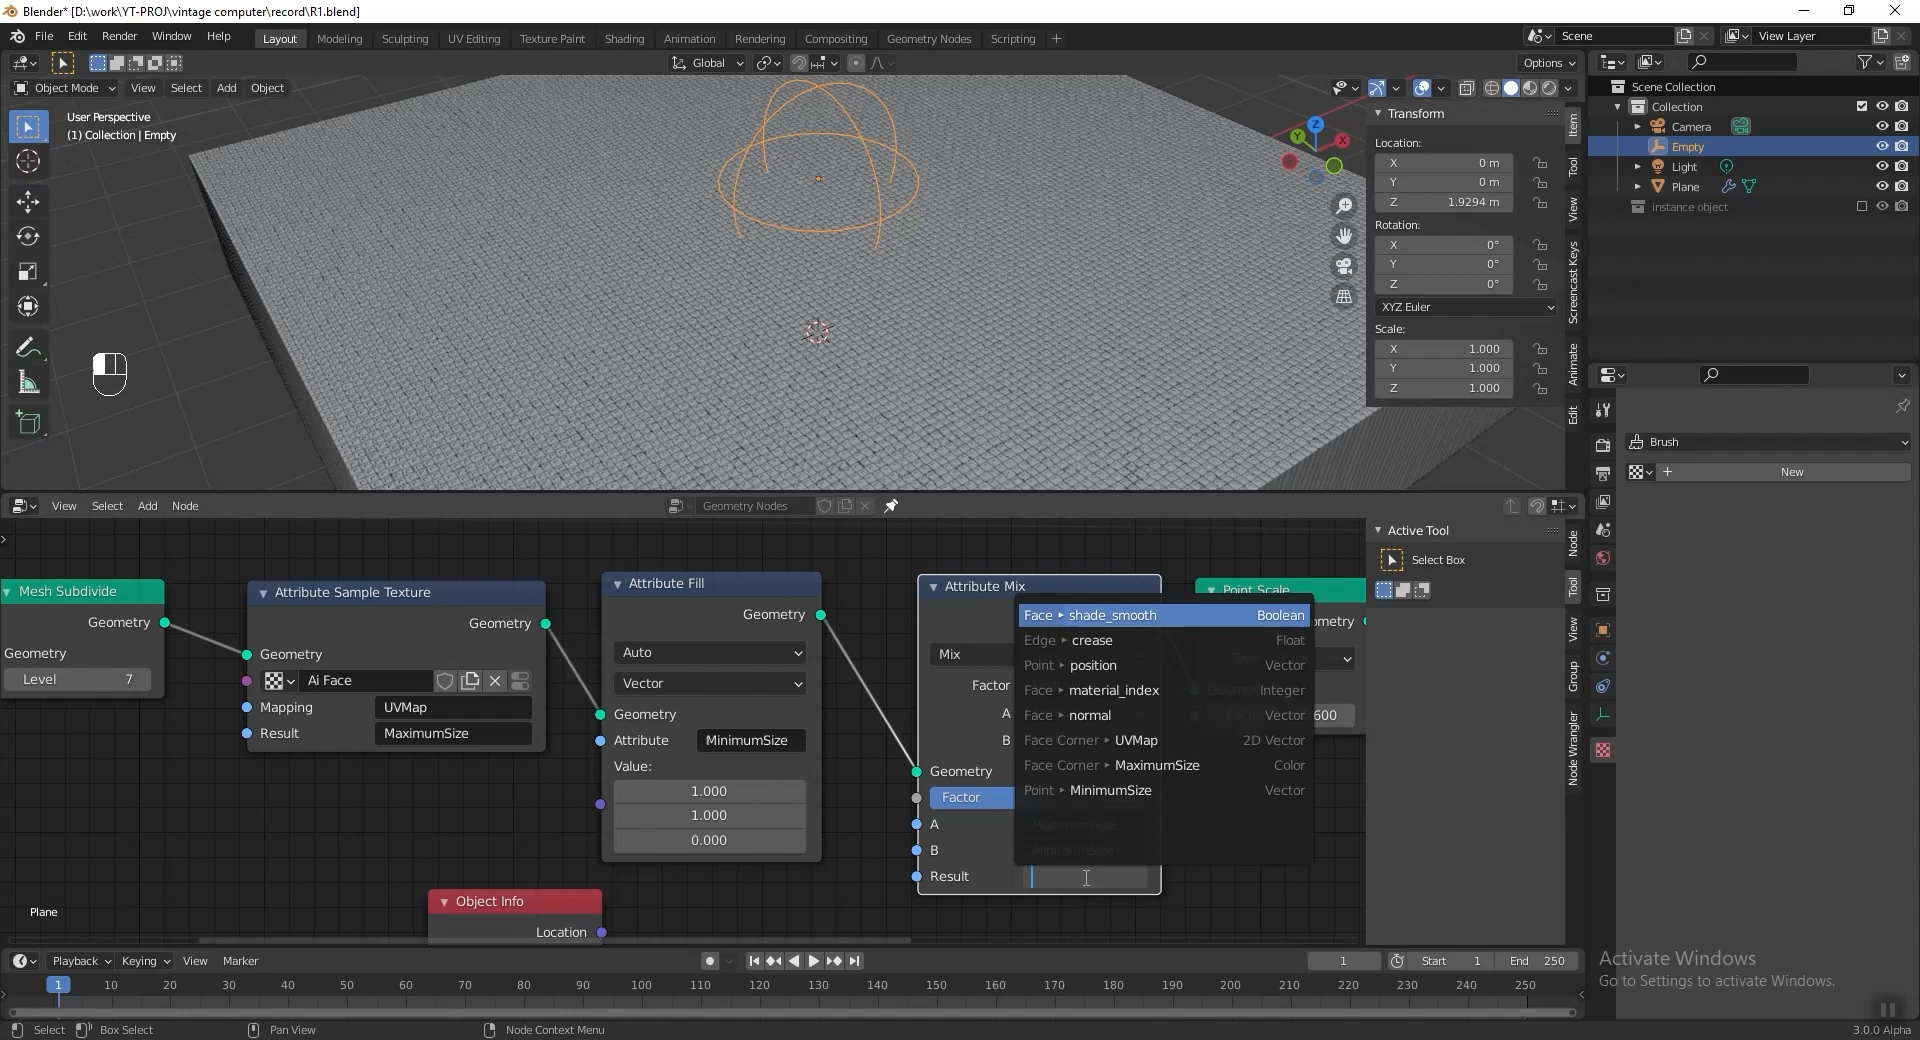 Blender* [D:\work\YT-PROJ\vintage computer\record\R1.blend]
File Edit Render Window Help Layout Modeling Sculpting UV Editing Texture Paint Shading Animation Rendering Compositing Geometry Nodes Scripting + Scene View Layer
Global Options
Object Mode View Select Add Object
User Perspective
(1) Collection | Empty
Transform
Location:
X 0 m
Y 0 m
Z 1.9294 m
Rotation:
X 0°
Y 0°
Z 0°
XYZ Euler
Scale:
X 1.000
Y 1.000
Z 1.000
Item
Tool
View
Screencast Keys
Animate
Edit
Z
Y
X
Scene Collection
Collection
Camera
Empty
Light
Plane
instance object
Brush
+ New
View Select Add Node Geometry Nodes
Active Tool
Select Box
Node
Tool
View
Group
Node Wrangler
Mesh Subdivide
Geometry
Geometry
Level 7
Attribute Sample Texture
Geometry
Geometry
Ai Face
Mapping UVMap
Result MaximumSize
Attribute Fill
Geometry
Auto
Vector
Geometry
Attribute MinimumSize
Value:
1.000
1.000
0.000
Attribute Mix
Mix
Factor
A
B
Geometry
Factor
A MaximumSize
B MinimumSize
Result
Face ▸ shade_smooth Boolean
Edge ▸ crease Float
Point ▸ position Vector
Face ▸ material_index Integer
Face ▸ normal Vector
Face Corner ▸ UVMap 2D Vector
Face Corner ▸ MaximumSize Color
Point ▸ MinimumSize Vector
Point Scale
ometry
600
Object Info
Location
Plane
Playback Keying View Marker 1 Start 1 End 250
1 10 20 30 40 50 60 70 80 90 100 110 120 130 140 150 160 170 180 190 200 210 220 230 240 250
Select Box Select Pan View Node Context Menu 3.0.0 Alpha
Activate Windows
Go to Settings to activate Windows.